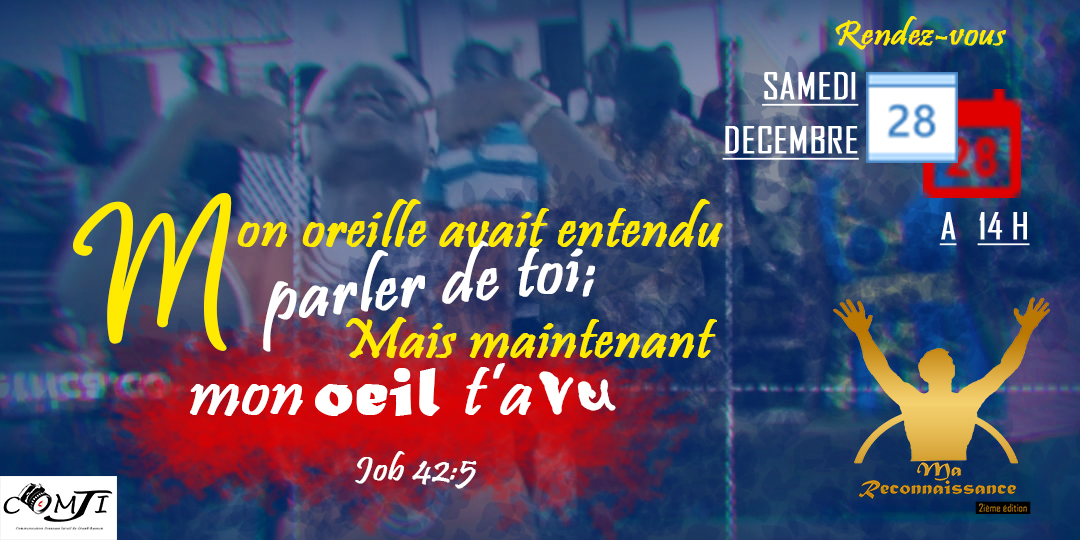 Rendez-vous
SAMEDI
28
DECEMBRE
28
A 14 H
Mon oreille avait entendu
parler de toi;
Mais maintenant
mon oeil t'a vu
Job 42:5
Ma
Reconnaissance
2ième édition
COMJI